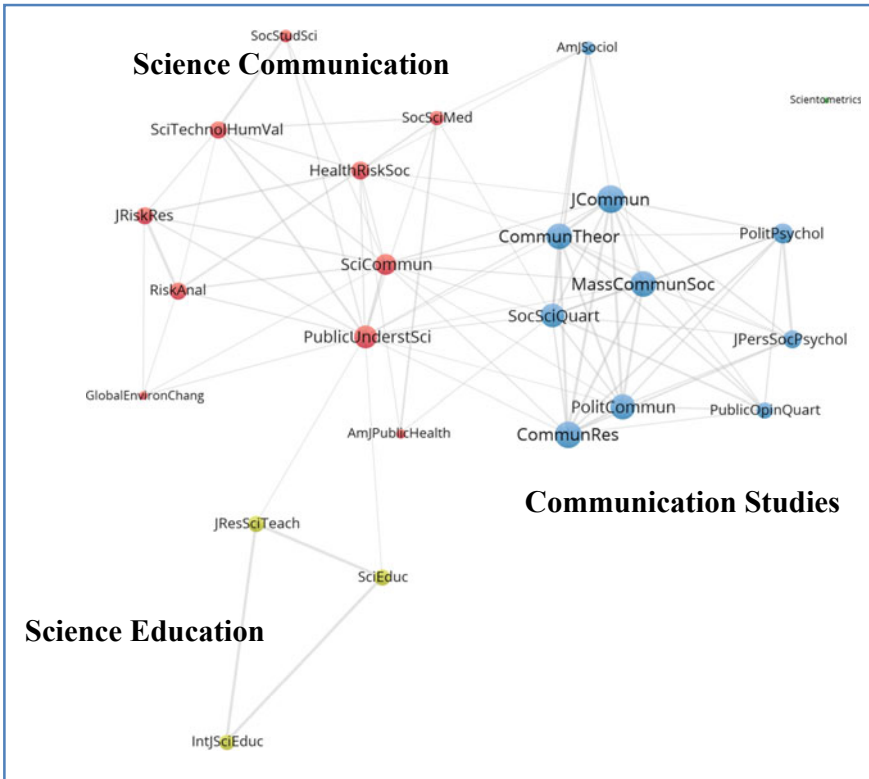 SocStudSci
AmJSociol
Science Communication
Scientometrics
SocSciMed
SciTechnolHumVal
HealthRiskSoc
JCommun
JRiskRes
CommunTheor
PolitPsychol
SciCommun
MassCommunSoc
RiskAnal
SocSciQuart
PublicUnderstSci
JPersSocPsychol
GlobalEnvironChang
PolitCommun
PublicOpinQuart
AmJPublicHealth
CommunRes
Communication Studies
JResSciTeach
SciEduc
Science Education
IntJSciEduc